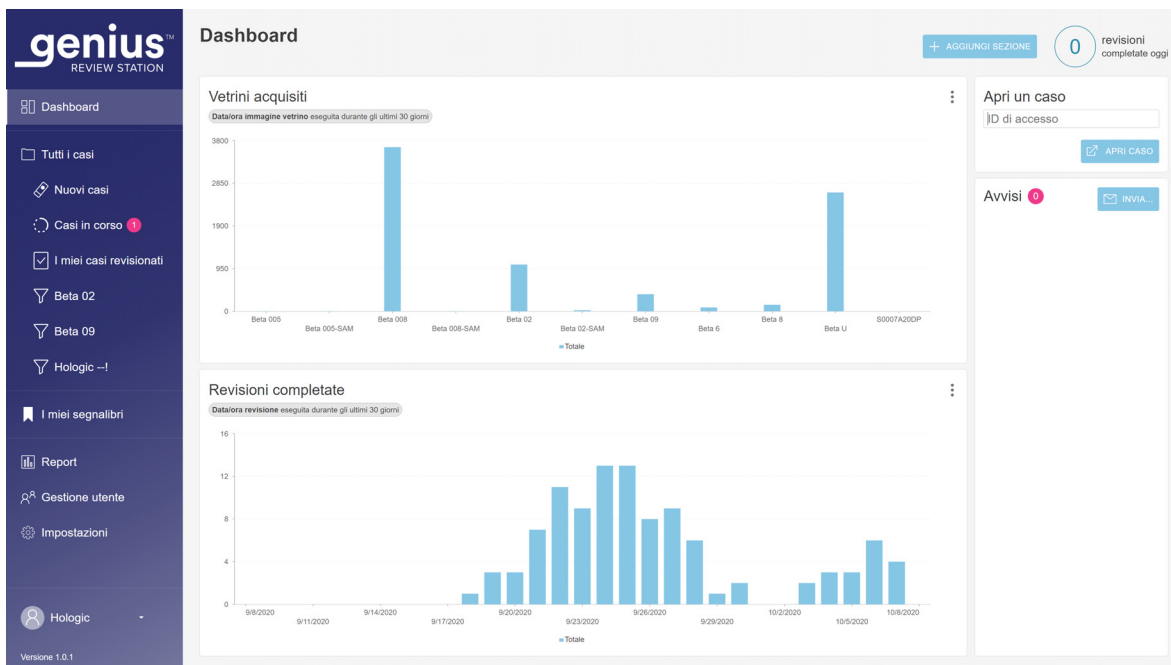 genius™
REVIEW STATION
Dashboard
Tutti i casi
Nuovi casi
Casi in corso 1
I miei casi revisionati
Beta 02
Beta 09
Hologic --!
I miei segnalibri
Report
Gestione utente
Impostazioni
Hologic
Versione 1.0.1
Dashboard
+ AGGIUNGI SEZIONE
0 revisioni
completate oggi
Vetrini acquisiti
Data/ora immagine vetrino eseguita durante gli ultimi 30 giorni
3800
2850
1900
950
0
Beta 005 Beta 008 Beta 02 Beta 09 Beta 8 S0007A20DP
Beta 005-SAM Beta 008-SAM Beta 02-SAM Beta 6 Beta U
Totale
Revisioni completate
Data/ora revisione eseguita durante gli ultimi 30 giorni
16
12
8
4
0
9/8/2020 9/14/2020 9/20/2020 9/26/2020 10/2/2020 10/8/2020
9/11/2020 9/17/2020 9/23/2020 9/29/2020 10/5/2020
Totale
Apri un caso
ID di accesso
APRI CASO
Avvisi 0
INVIA...